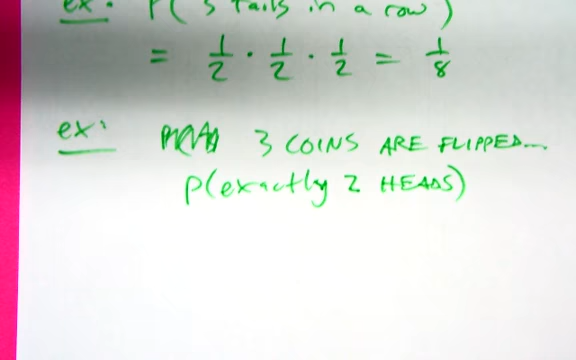 ex: P( 3 tails in a row )
= 1/2 · 1/2 · 1/2 = 1/8
ex: 3 COINS ARE FLIPPED...
P(exactly 2 HEADS)